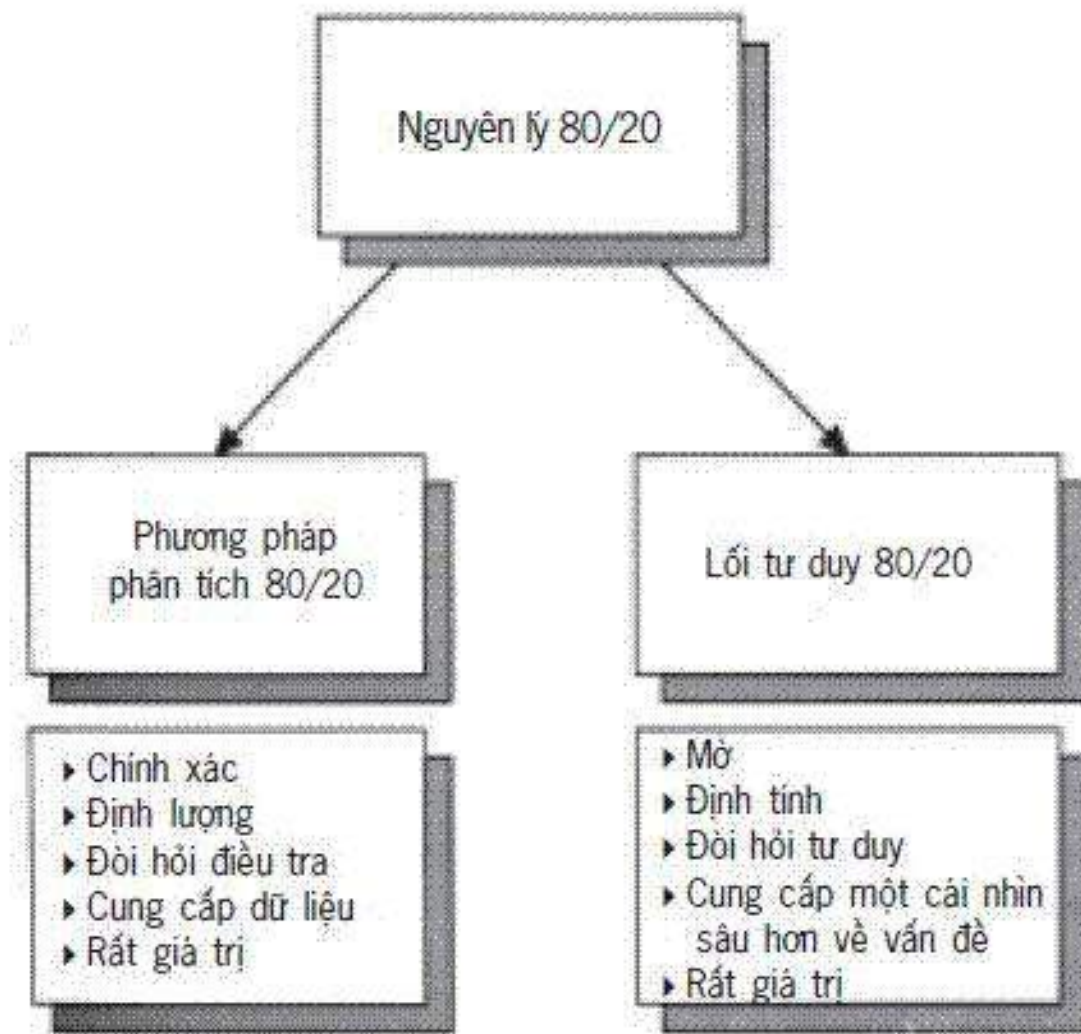 Nguyên lý 80/20
Phương pháp
phân tích 80/20
Lối tư duy 80/20
▸ Chính xác
▸ Định lượng
▸ Đòi hỏi điều tra
▸ Cung cấp dữ liệu
▸ Rất giá trị
▸ Mờ
▸ Định tính
▸ Đòi hỏi tư duy
▸ Cung cấp một cái nhìn
sâu hơn về vấn đề
▸ Rất giá trị